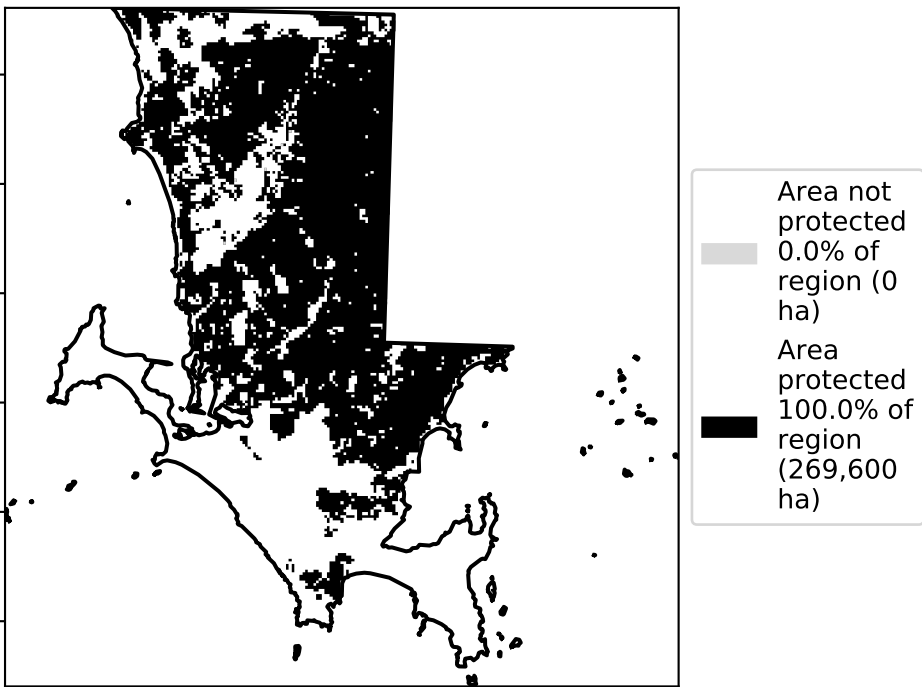 Area not
protected
0.0% of
region (0
ha)
Area
protected
100.0% of
region
(269,600
ha)